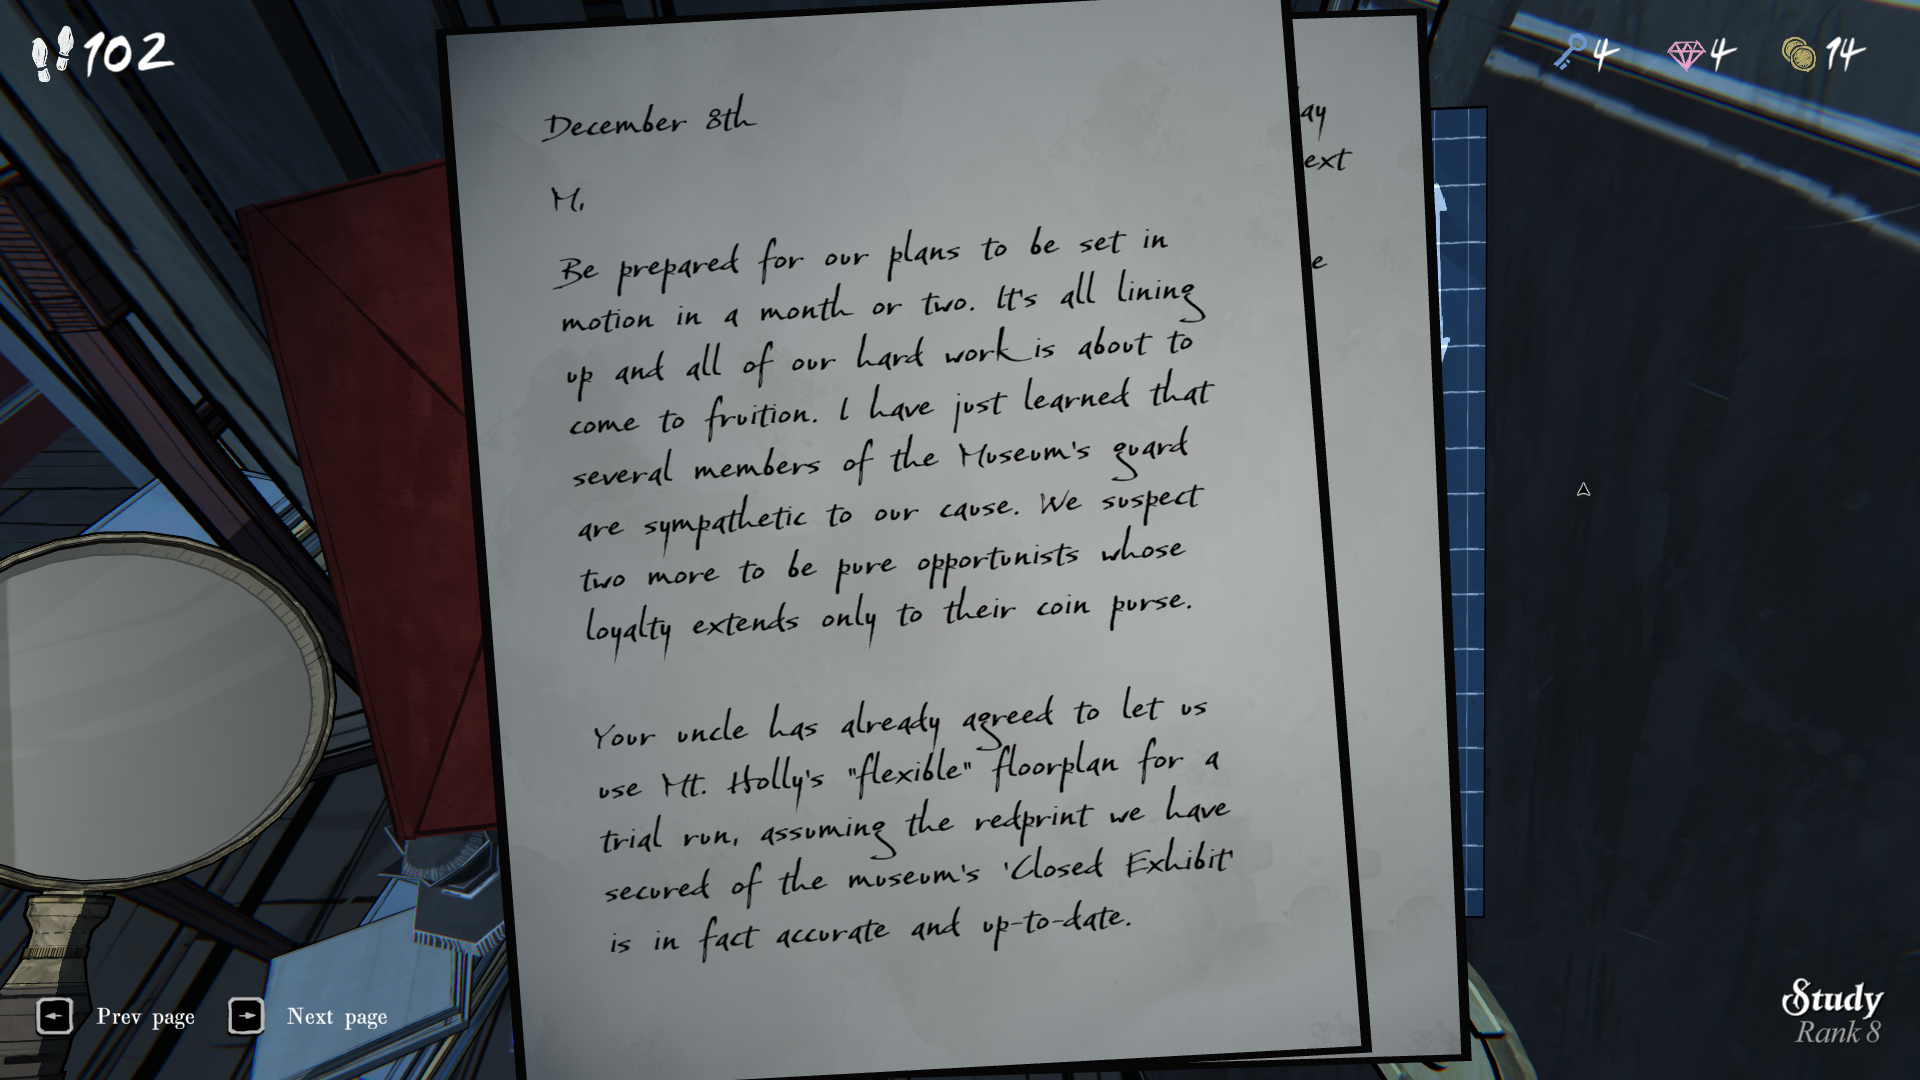 102
4
4
14
December 8th
M,
Be prepared for our plans to be set in
motion in a month or two. It's all lining
up and all of our hard work is about to
come to fruition. I have just learned that
several members of the Museum's guard
are sympathetic to our cause. We suspect
two more to be pure opportunists whose
loyalty extends only to their coin purse.
Your uncle has already agreed to let us
use Mt. Holly's "flexible" floorplan for a
trial run, assuming the redprint we have
secured of the museum's 'Closed Exhibit'
is in fact accurate and up-to-date.
Prev page
Next page
Study
Rank 8